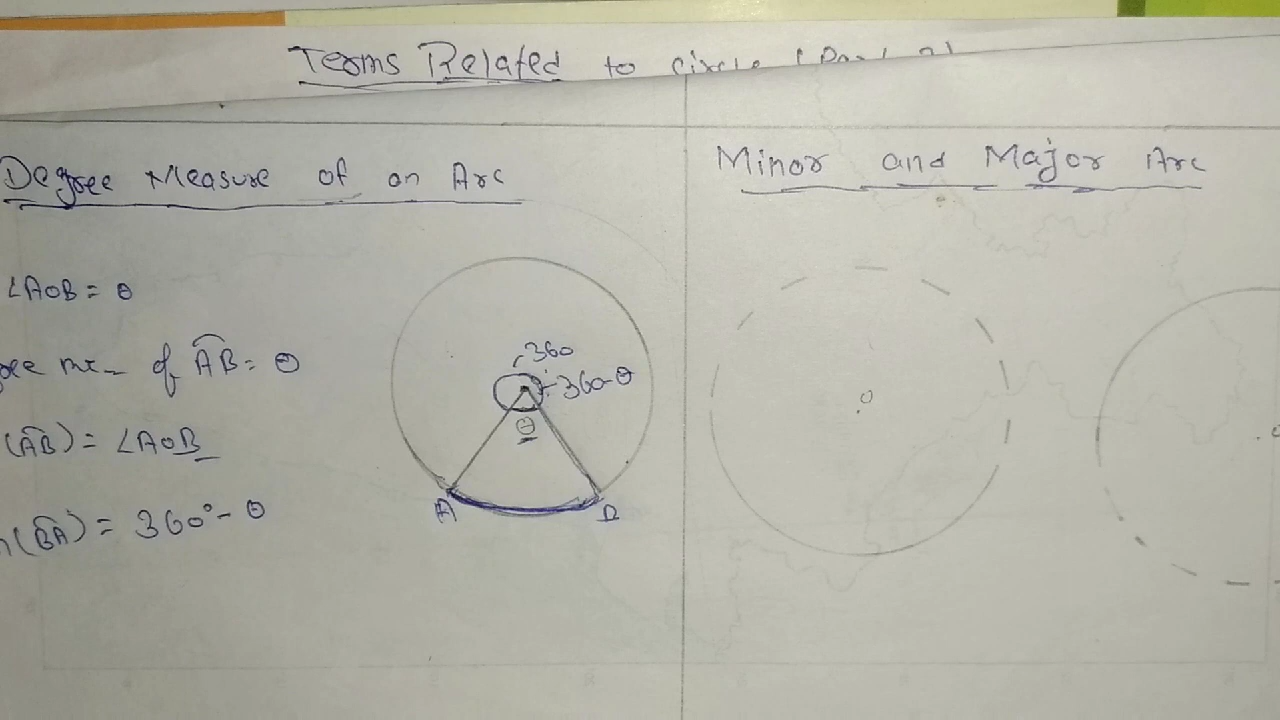 Terms Related to circle
Degree Measure of an Arc
∠AOB = θ
of AB = θ
(AB) = ∠AOB
(BA) = 360° - θ
360
360-θ
θ
A
B
Minor and Major Arc
O